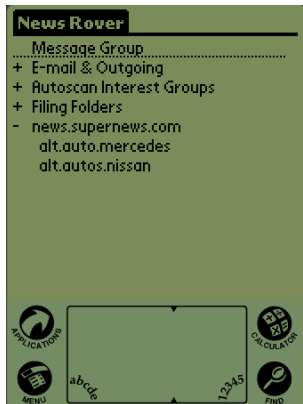 News Rover
Message Group
+ E-mail & Outgoing
+ Autoscan Interest Groups
+ Filing Folders
- news.supernews.com
alt.auto.mercedes
alt.autos.nissan
APPLICATIONS
CALCULATOR
MENU
abcde
12345
FIND